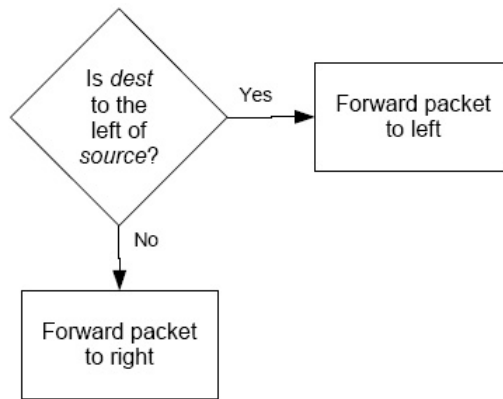 Is dest
to the
left of
source?
Yes
Forward packet
to left
No
Forward packet
to right